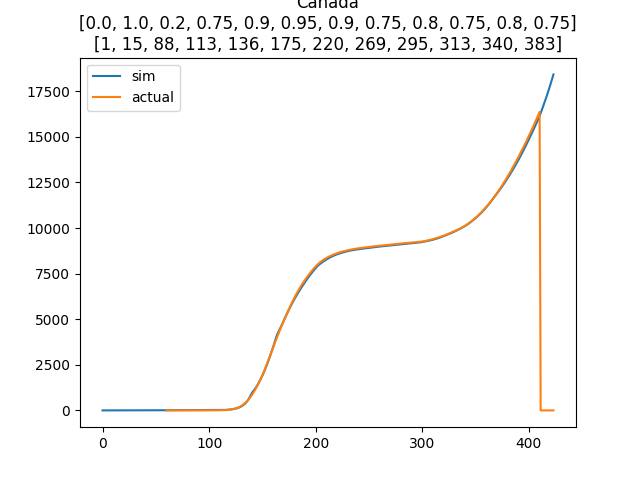 Canada
[0.0, 1.0, 0.2, 0.75, 0.9, 0.95, 0.9, 0.75, 0.8, 0.75, 0.8, 0.75]
[1, 15, 88, 113, 136, 175, 220, 269, 295, 313, 340, 383]
sim
actual
17500
15000
12500
10000
7500
5000
2500
0
0 100 200 300 400